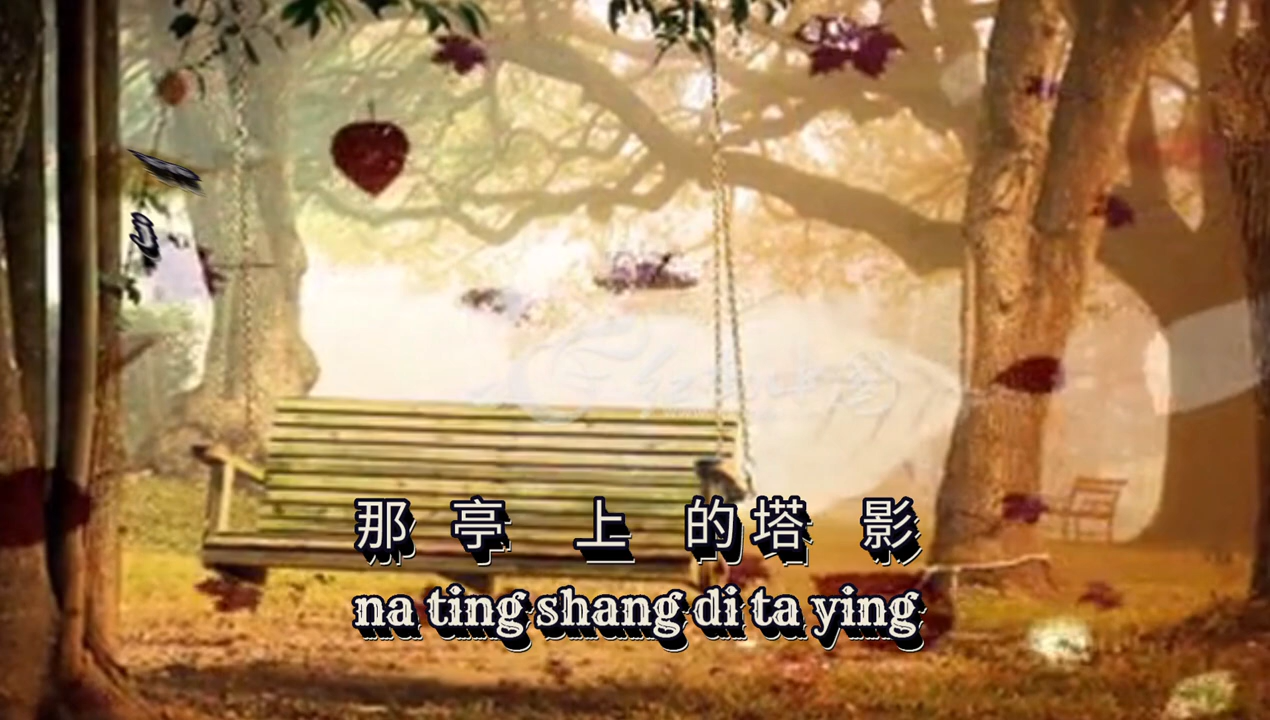 那 亭 上 的 塔 影
na ting shang di ta ying